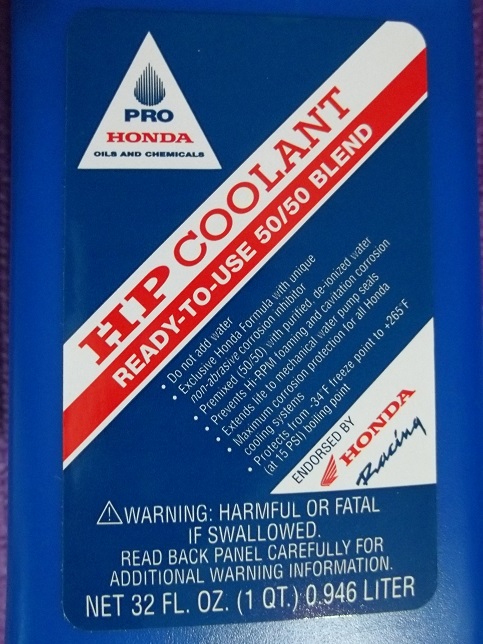 PRO
HONDA
OILS AND CHEMICALS
HP COOLANT
READY-TO-USE 50/50 BLEND
• Do not add water
• Exclusive Honda Formula with unique
non-abrasive corrosion inhibitor
• Premixed (50/50) with purified, de-ionized water
• Prevents Hi-RPM foaming and cavitation corrosion
• Extends life to mechanical water pump seals
• Maximum corrosion protection for all Honda
cooling systems
• Protects from -34°F freeze point to +265°F
(at 15 PSI) boiling point
ENDORSED BY
HONDA
Racing
⚠WARNING: HARMFUL OR FATAL
IF SWALLOWED.
READ BACK PANEL CAREFULLY FOR
ADDITIONAL WARNING INFORMATION.
NET 32 FL. OZ. (1 QT.) 0.946 LITER